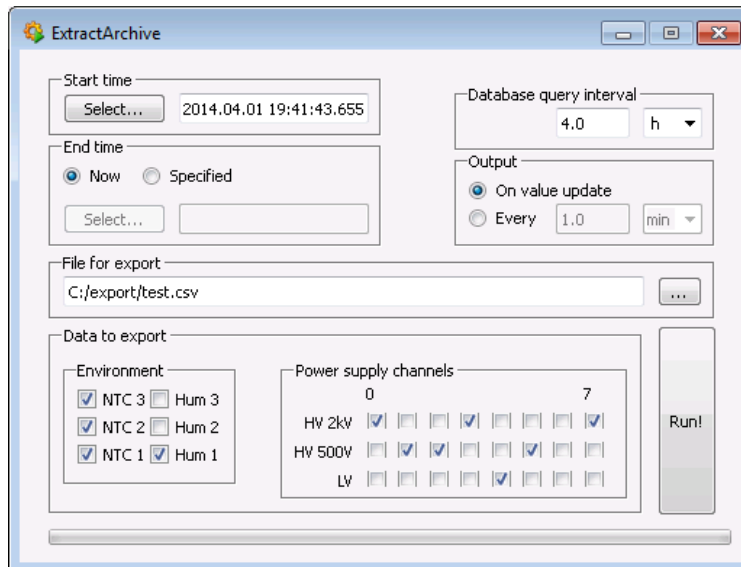 ExtractArchive
Start time
Select... 2014.04.01 19:41:43.655
Database query interval
4.0 h
End time
Now Specified
Select...
Output
On value update
Every 1.0 min
File for export
C:/export/test.csv ...
Data to export
Environment
NTC 3 Hum 3
NTC 2 Hum 2
NTC 1 Hum 1
Power supply channels
0 7
HV 2kV
HV 500V
LV
Run!